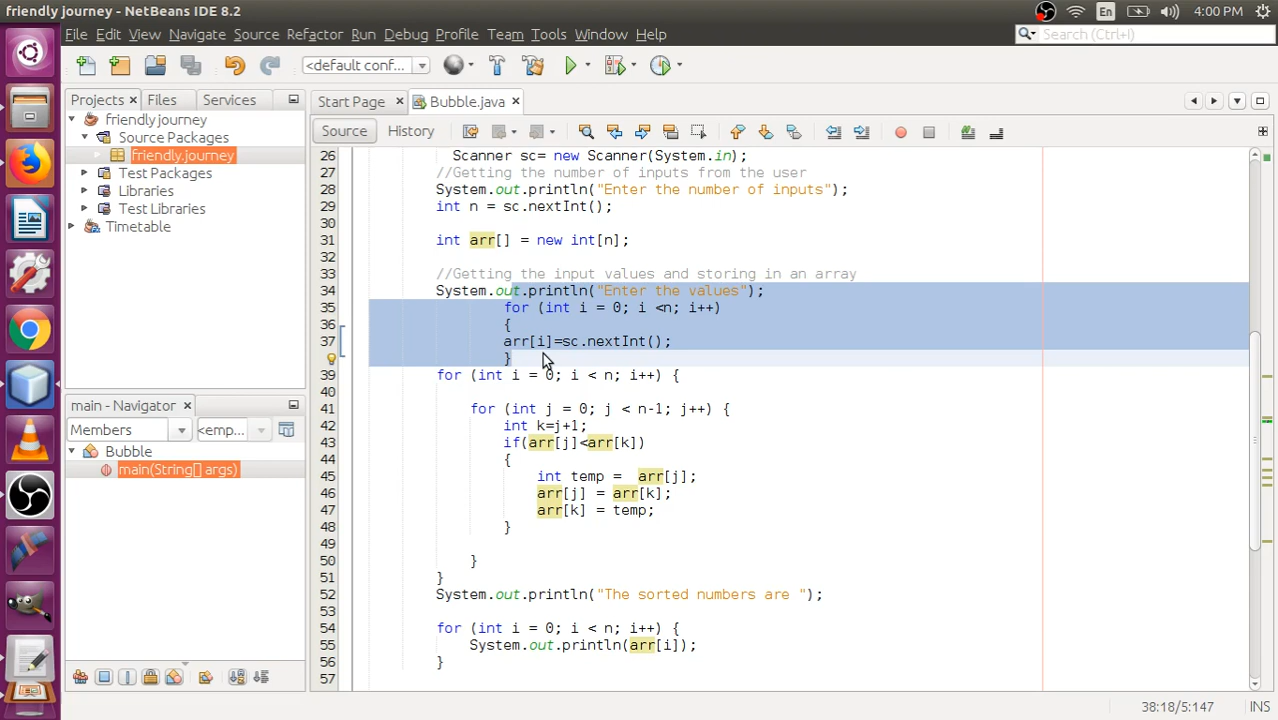 friendly journey - NetBeans IDE 8.2
En
4:00 PM
File Edit View Navigate Source Refactor Run Debug Profile Team Tools Window Help
Search (Ctrl+I)
<default conf...
Projects
Files
Services
Start Page
Bubble.java
friendly journey
Source Packages
friendly.journey
Test Packages
Libraries
Test Libraries
Timetable
Source
History
26 Scanner sc= new Scanner(System.in);
27 //Getting the number of inputs from the user
28 System.out.println("Enter the number of inputs");
29 int n = sc.nextInt();
30
31 int arr[] = new int[n];
32
33 //Getting the input values and storing in an array
34 System.out.println("Enter the values");
35 for (int i = 0; i <n; i++)
36 {
37 arr[i]=sc.nextInt();
}
39 for (int i = 0; i < n; i++) {
40
41 for (int j = 0; j < n-1; j++) {
42 int k=j+1;
43 if(arr[j]<arr[k])
44 {
45 int temp =  arr[j];
46 arr[j] = arr[k];
47 arr[k] = temp;
48 }
49
50 }
51 }
52 System.out.println("The sorted numbers are ");
53
54 for (int i = 0; i < n; i++) {
55 System.out.println(arr[i]);
56 }
57
main - Navigator
Members
<emp...
Bubble
main(String[] args)
38:18/5:147
INS